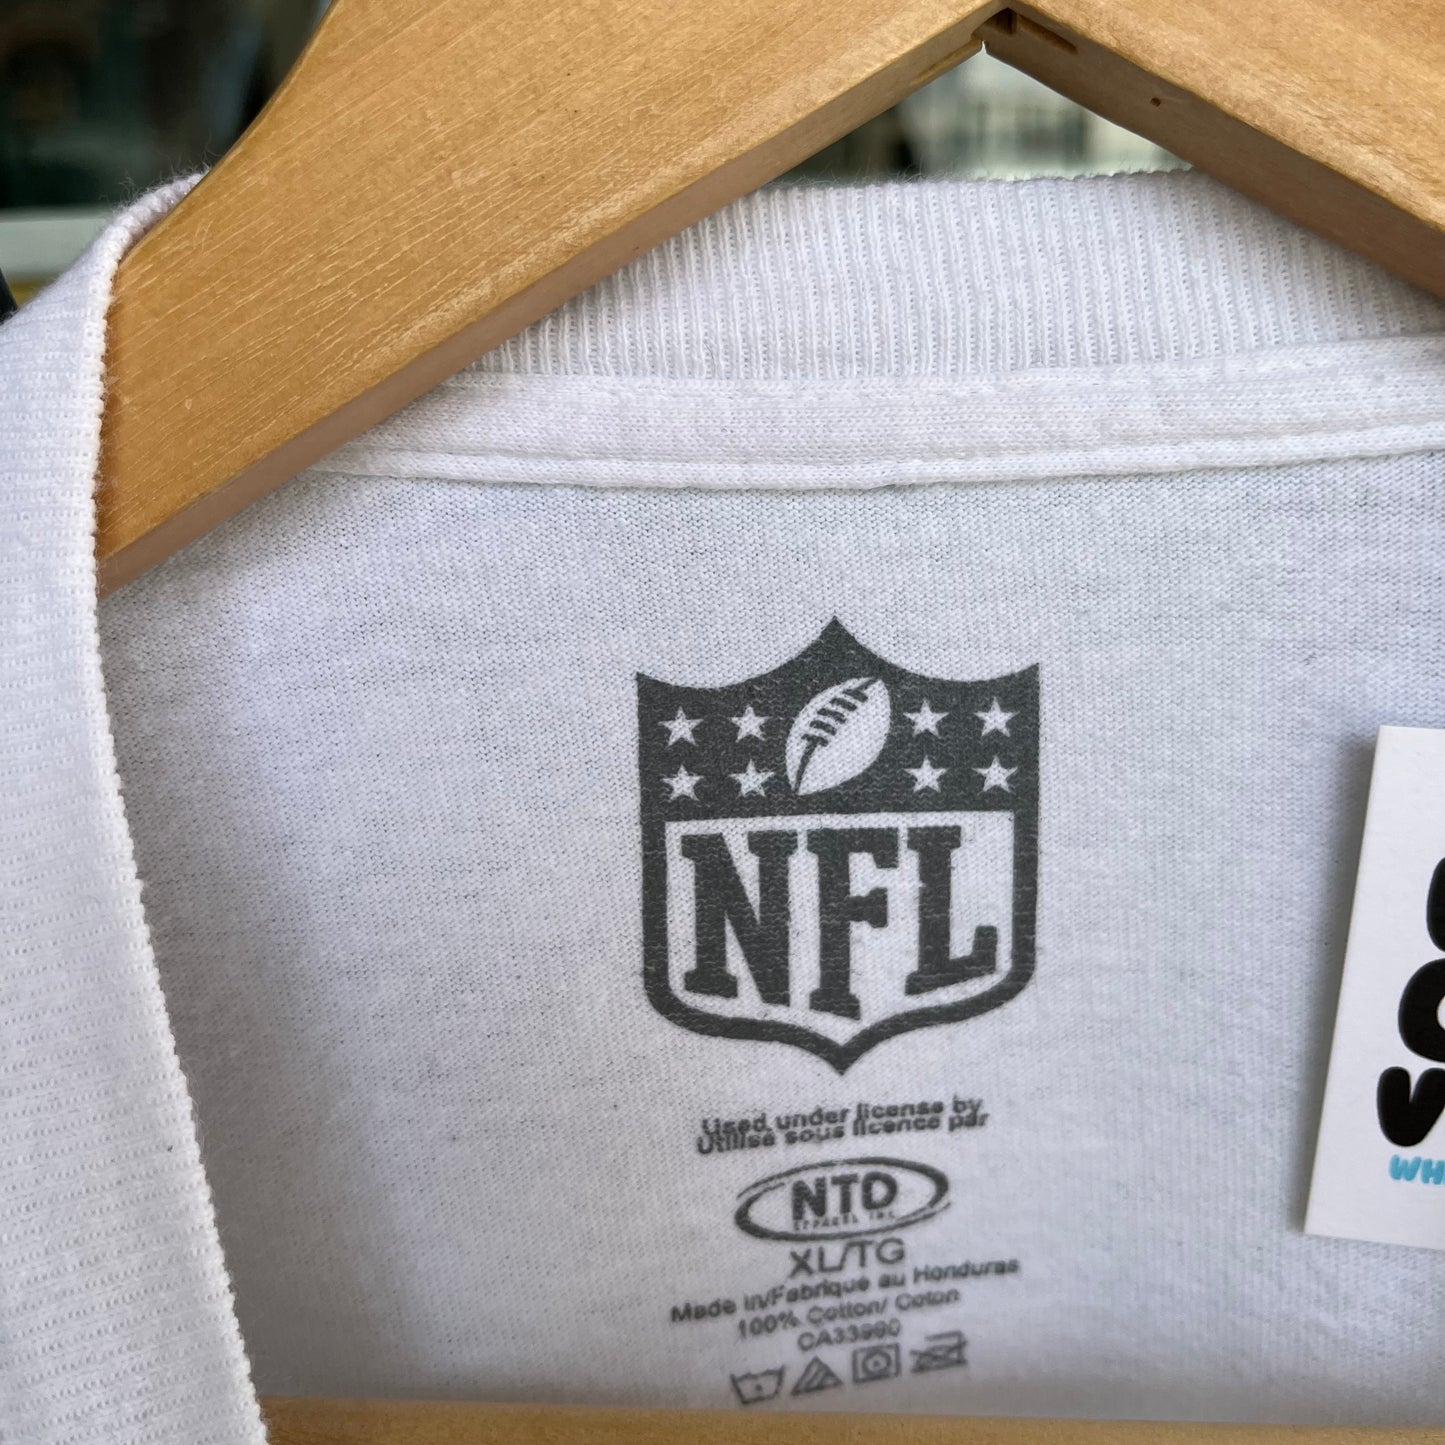 NFL
Used under license by
Utilisé sous licence par
NTD
APPAREL INC.
XL/TG
Made in/Fabriqué au Honduras
100% Cotton/ Coton
CA33990
WH